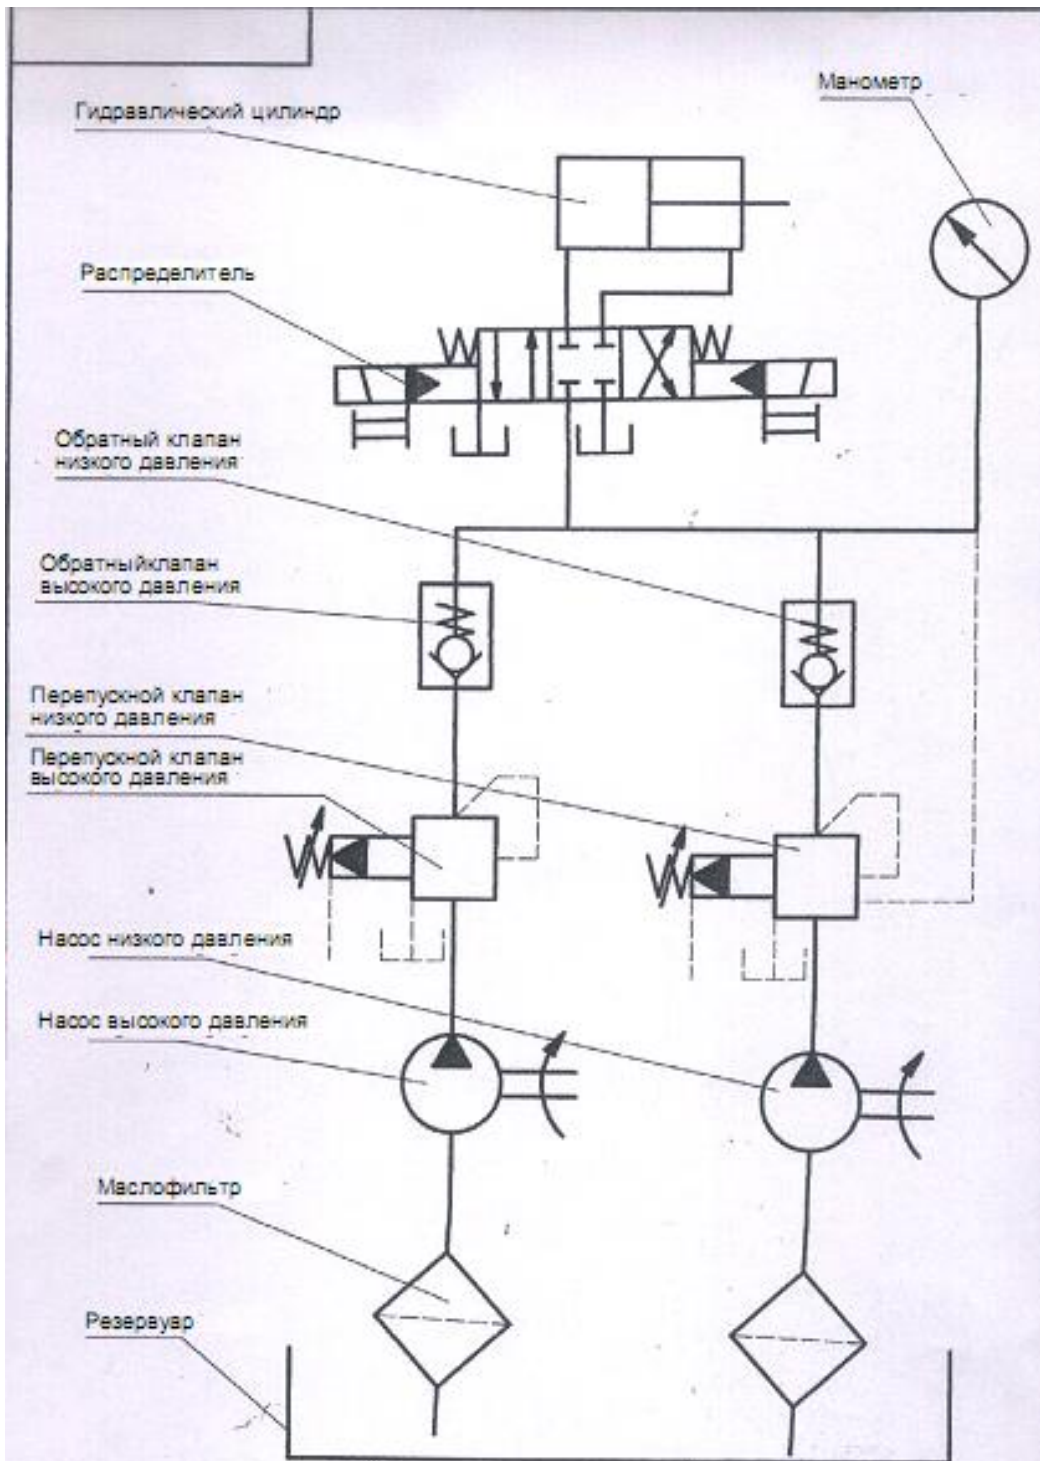 Манометр
Гидравлический цилиндр
Распределитель
Обратный клапан
низкого давления
Обратныйклапан
высокого давления
Перепускной клапан
низкого давления
Перепускной клапан
высокого давления
Насос низкого давления
Насос высокого давления
Маслофильтр
Резервуар